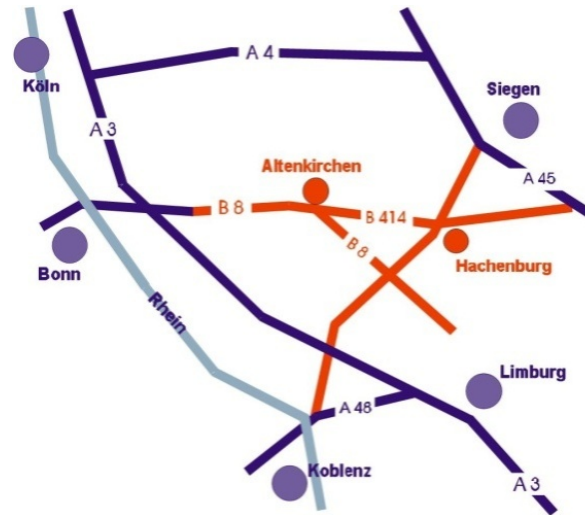 A 4
Köln
Siegen
A 3
Altenkirchen
A 45
B 8
B 414
B 8
Hachenburg
Bonn
Rhein
Limburg
A 48
Koblenz
A 3